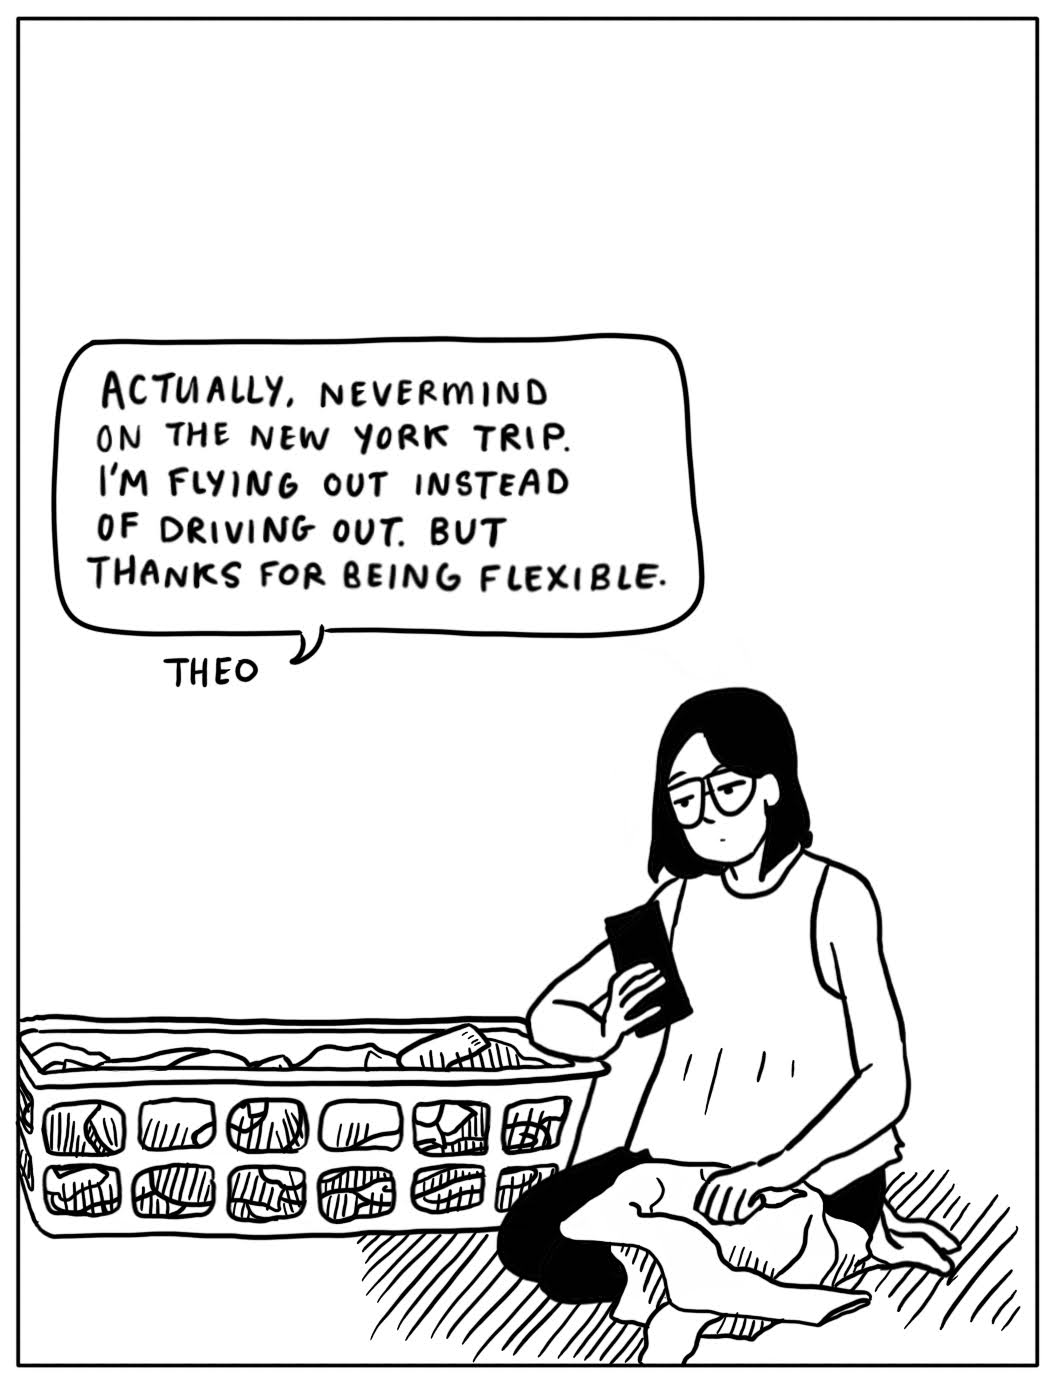 ACTUALLY, NEVERMIND
ON THE NEW YORK TRIP.
I'M FLYING OUT INSTEAD
OF DRIVING OUT. BUT
THANKS FOR BEING FLEXIBLE.
THEO